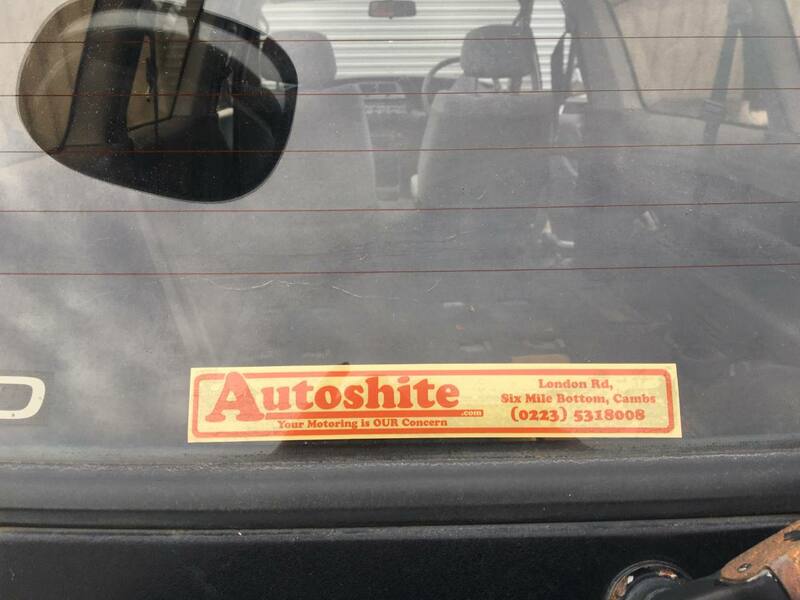 Autoshite
.com
Your Motoring is OUR Concern
London Rd,
Six Mile Bottom, Cambs
(0223) 5318008